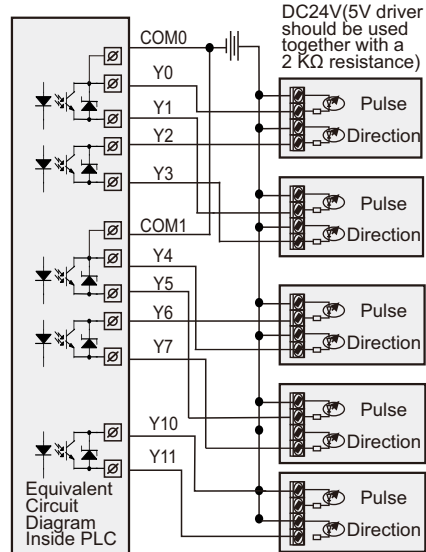 DC24V(5V driver
should be used
together with a
2 KΩ resistance)
COM0
Y0
Y1
Y2
Y3
COM1
Y4
Y5
Y6
Y7
Y10
Y11
Pulse
Direction
Pulse
Direction
Pulse
Direction
Pulse
Direction
Pulse
Direction
Equivalent
Circuit
Diagram
Inside PLC